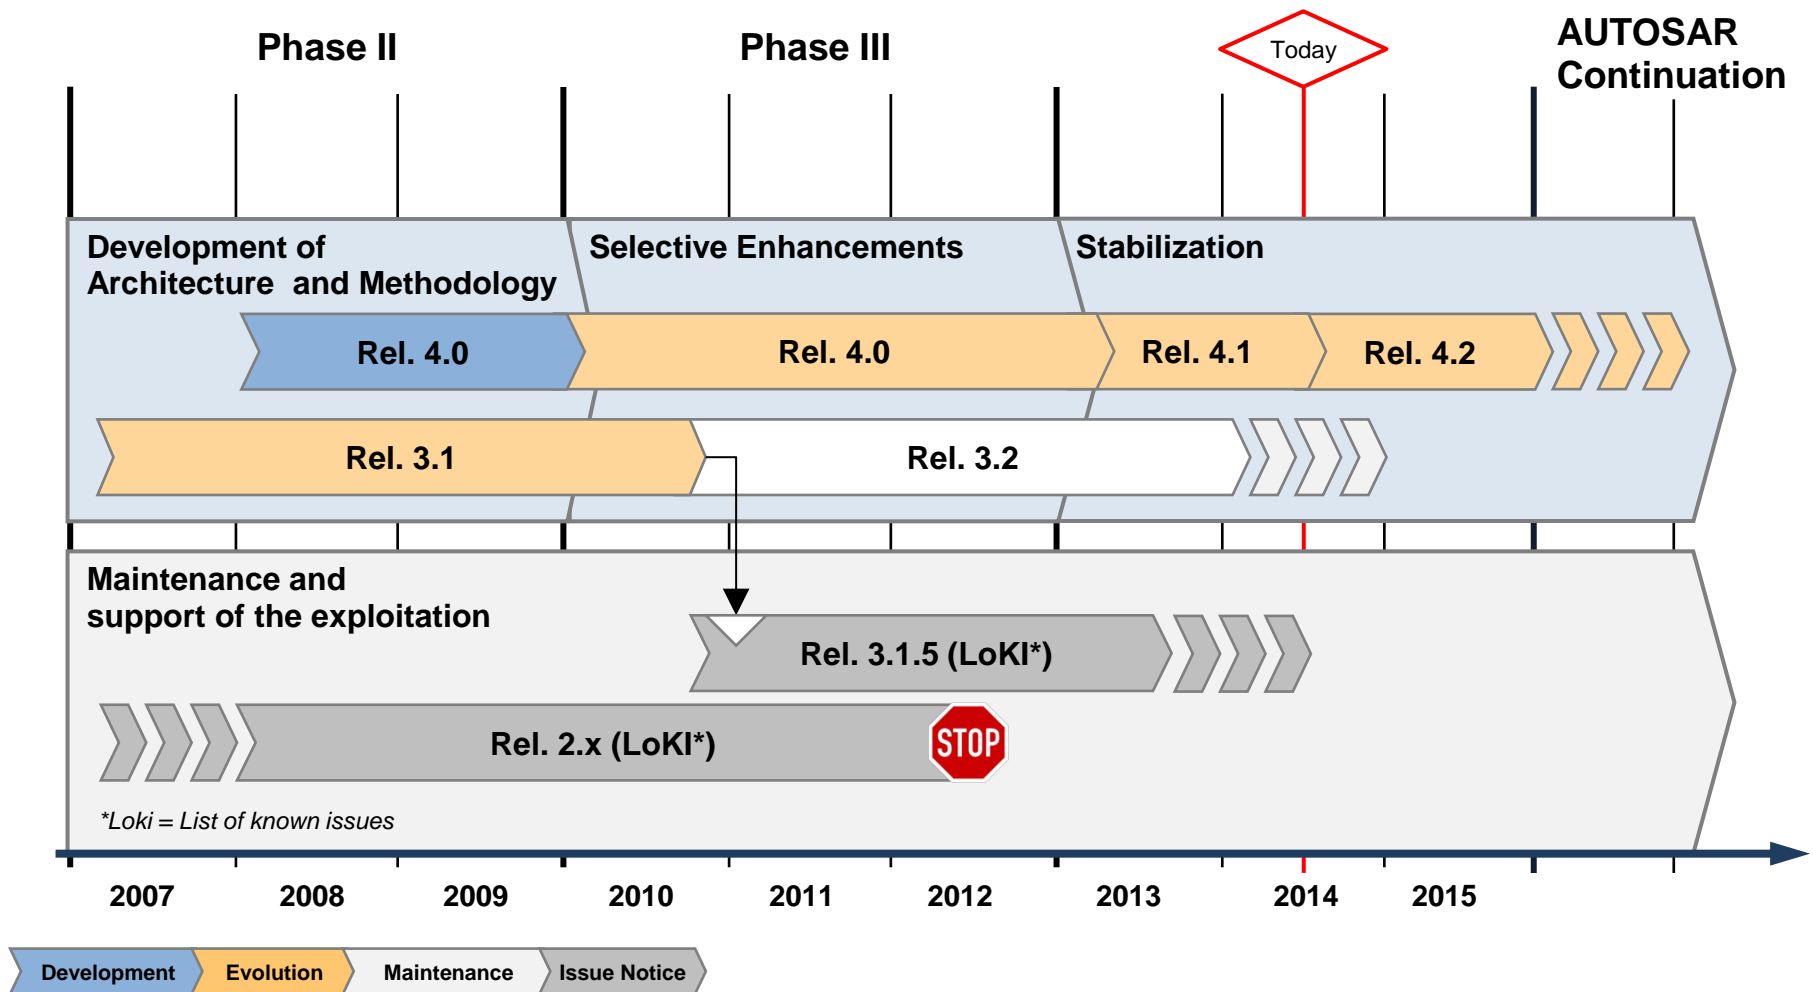 Phase II
Phase III
Today
AUTOSAR
Continuation
Development of
Architecture and Methodology
Selective Enhancements
Stabilization
Rel. 4.0
Rel. 4.0
Rel. 4.1
Rel. 4.2
Rel. 3.1
Rel. 3.2
Maintenance and
support of the exploitation
Rel. 3.1.5 (LoKI*)
Rel. 2.x (LoKI*)
STOP
*Loki = List of known issues
2007
2008
2009
2010
2011
2012
2013
2014
2015
Development
Evolution
Maintenance
Issue Notice